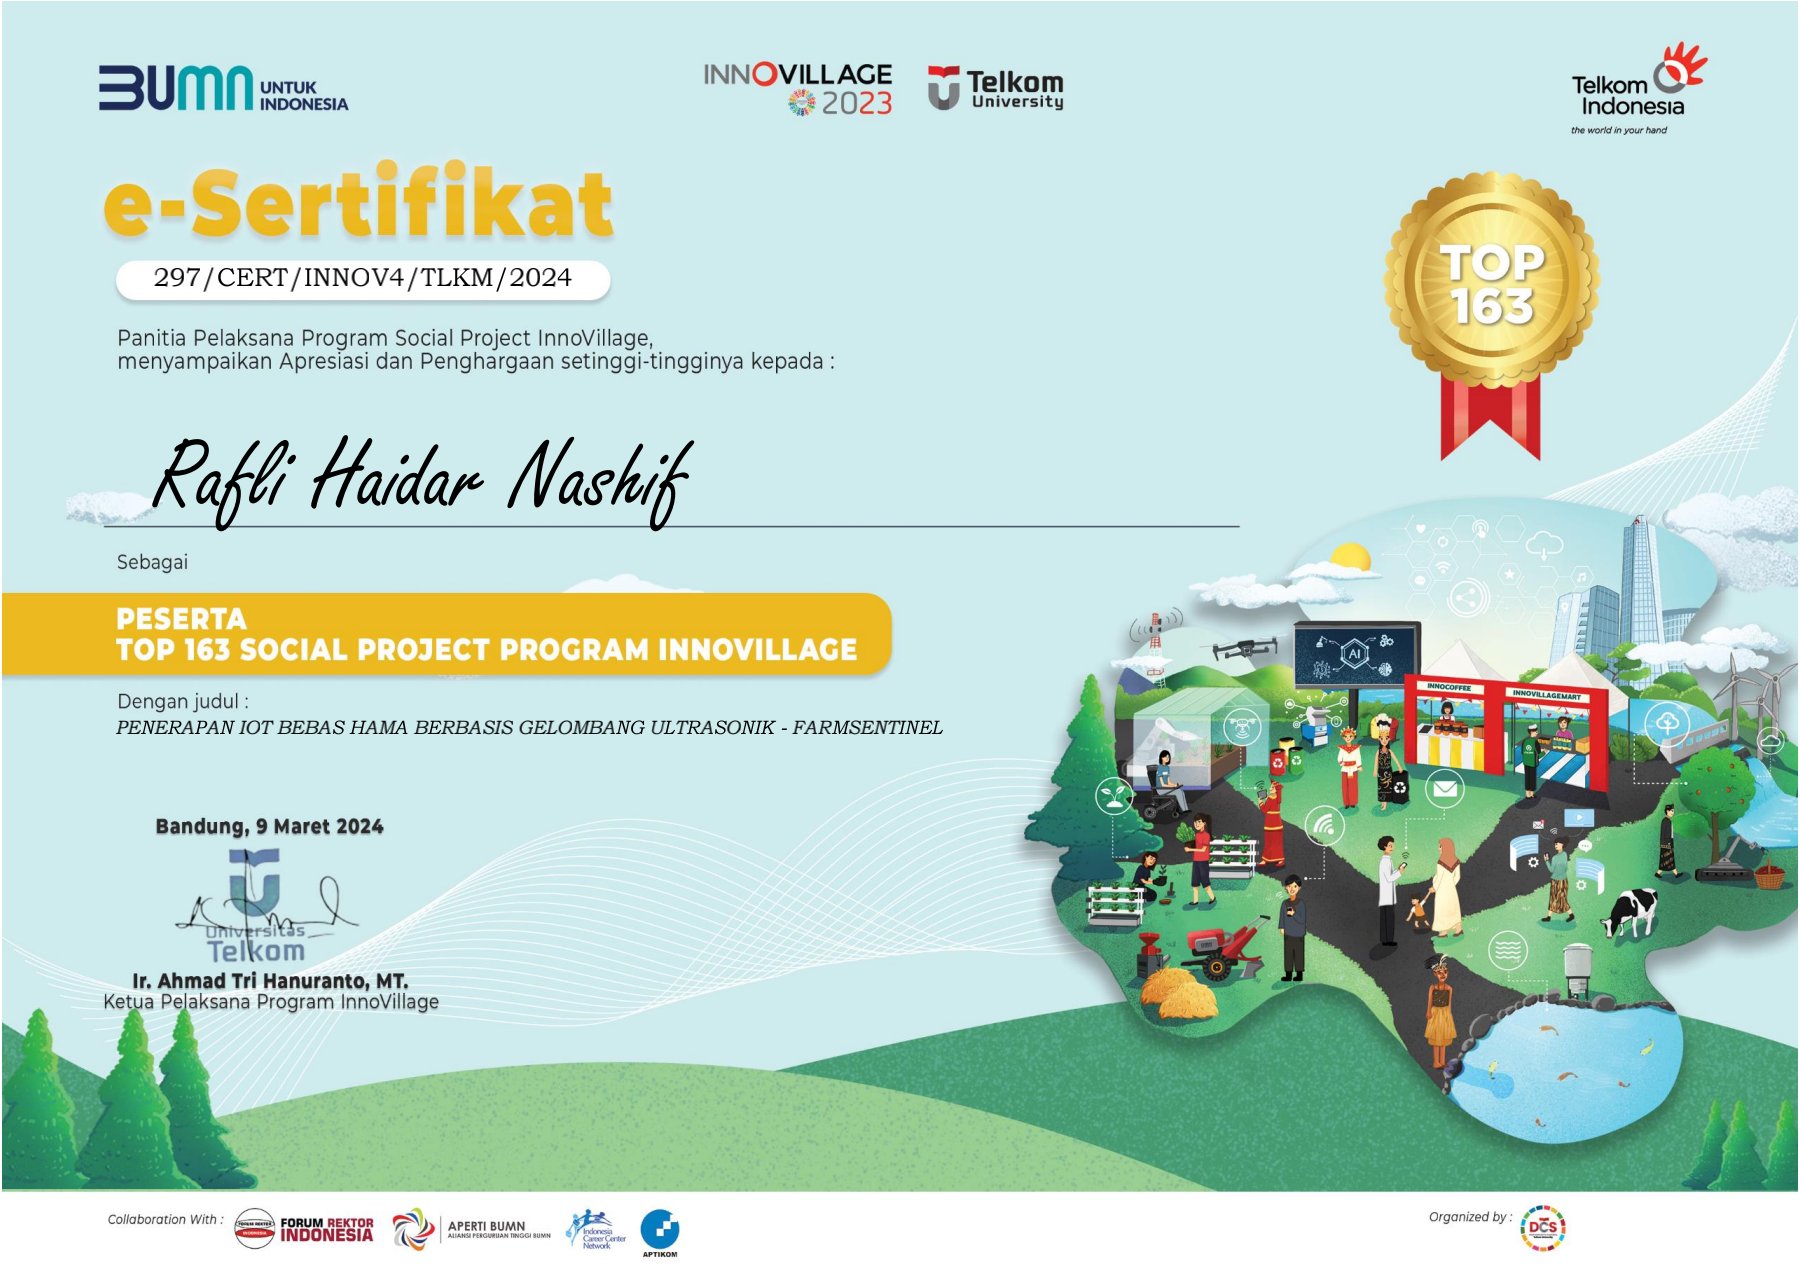 BUMN UNTUK
INDONESIA
INNOVILLAGE
2023
Telkom
University
Telkom
Indonesia
the world in your hand
e-Sertifikat
297/CERT/INNOV4/TLKM/2024
TOP
163
Panitia Pelaksana Program Social Project InnoVillage,
menyampaikan Apresiasi dan Penghargaan setinggi-tingginya kepada :
Rafli Haidar Nashif
Sebagai
PESERTA
TOP 163 SOCIAL PROJECT PROGRAM INNOVILLAGE
Dengan judul :
PENERAPAN IOT BEBAS HAMA BERBASIS GELOMBANG ULTRASONIK - FARMSENTINEL
AI
INNOCOFFEE
INNOVILLAGEMART
Bandung, 9 Maret 2024
Universitas
Telkom
Ir. Ahmad Tri Hanuranto, MT.
Ketua Pelaksana Program InnoVillage
Collaboration With :
FORUM REKTOR
INDONESIA
FORUM REKTOR
INDONESIA
APERTI BUMN
ALIANSI PERGURUAN TINGGI BUMN
Indonesia
Career Center
Network
APTIKOM
Organized by :
DCS